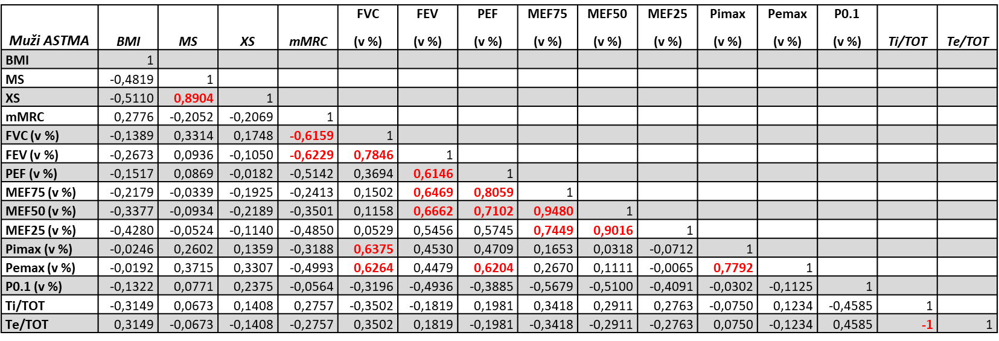 FVC FEV PEF MEF75 MEF50 MEF25 Pimax Pemax P0.1
Muži ASTMA BMI MS XS mMRC (v %) (v %) (v %) (v %) (v %) (v %) (v %) (v %) (v %) Ti/TOT Te/TOT
BMI 1
MS -0,4819 1
XS -0,5110 0,8904 1
mMRC 0,2776 -0,2052 -0,2069 1
FVC (v %) -0,1389 0,3314 0,1748 -0,6159 1
FEV (v %) -0,2673 0,0936 -0,1050 -0,6229 0,7846 1
PEF (v %) -0,1517 0,0869 -0,0182 -0,5142 0,3694 0,6146 1
MEF75 (v %) -0,2179 -0,0339 -0,1925 -0,2413 0,1502 0,6469 0,8059 1
MEF50 (v %) -0,3377 -0,0934 -0,2189 -0,3501 0,1158 0,6662 0,7102 0,9480 1
MEF25 (v %) -0,4280 -0,0524 -0,1140 -0,4850 0,0529 0,5456 0,5745 0,7449 0,9016 1
Pimax (v %) -0,0246 0,2602 0,1359 -0,3188 0,6375 0,4530 0,4709 0,1653 0,0318 -0,0712 1
Pemax (v %) -0,0192 0,3715 0,3307 -0,4993 0,6264 0,4479 0,6204 0,2670 0,1111 -0,0065 0,7792 1
P0.1 (v %) -0,1322 0,0771 0,2375 -0,0564 -0,3196 -0,4936 -0,3885 -0,5679 -0,5100 -0,4091 -0,0302 -0,1125 1
Ti/TOT -0,3149 0,0673 0,1408 0,2757 -0,3502 -0,1819 0,1981 0,3418 0,2911 0,2763 -0,0750 0,1234 -0,4585 1
Te/TOT 0,3149 -0,0673 -0,1408 -0,2757 0,3502 0,1819 -0,1981 -0,3418 -0,2911 -0,2763 0,0750 -0,1234 0,4585 -1 1